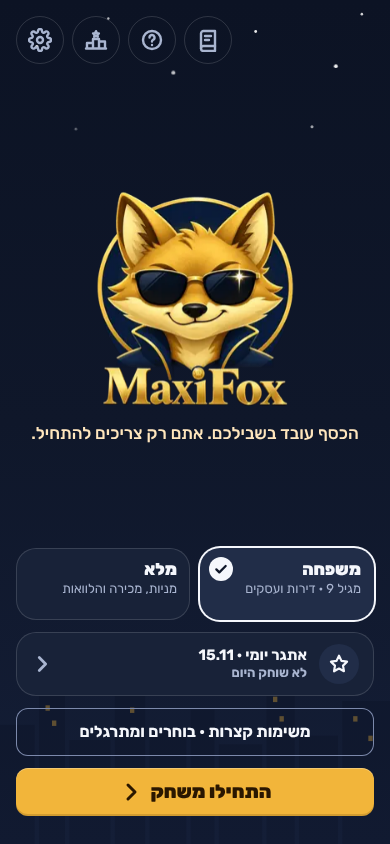 MaxiFox
הכסף עובד בשבילכם. אתם רק צריכים להתחיל.
משפחה
מגיל 9 • דירות ועסקים
מלא
מניות, מכירה והלוואות
אתגר יומי • 15.11
לא שוחק היום
משימות קצרות • בוחרים ומתרגלים
התחילו משחק